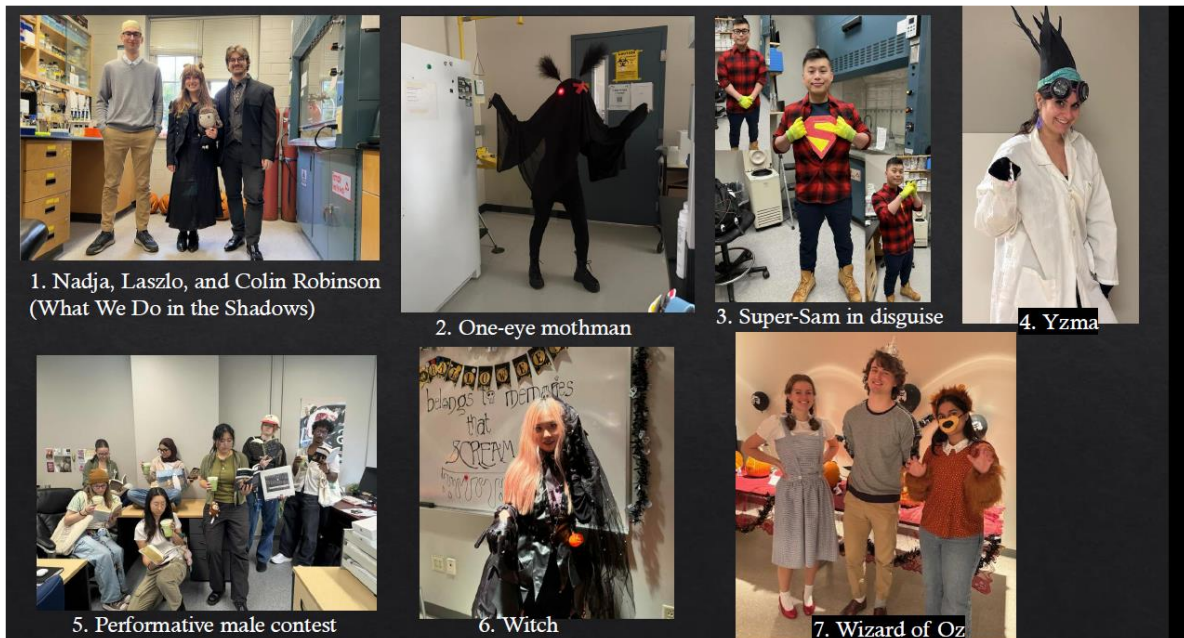 1. Nadja, Laszlo, and Colin Robinson
(What We Do in the Shadows)
2. One-eye mothman
3. Super-Sam in disguise
4. Yzma
belongs to memories
that
SCREAM
5. Performative male contest
6. Witch
7. Wizard of Oz